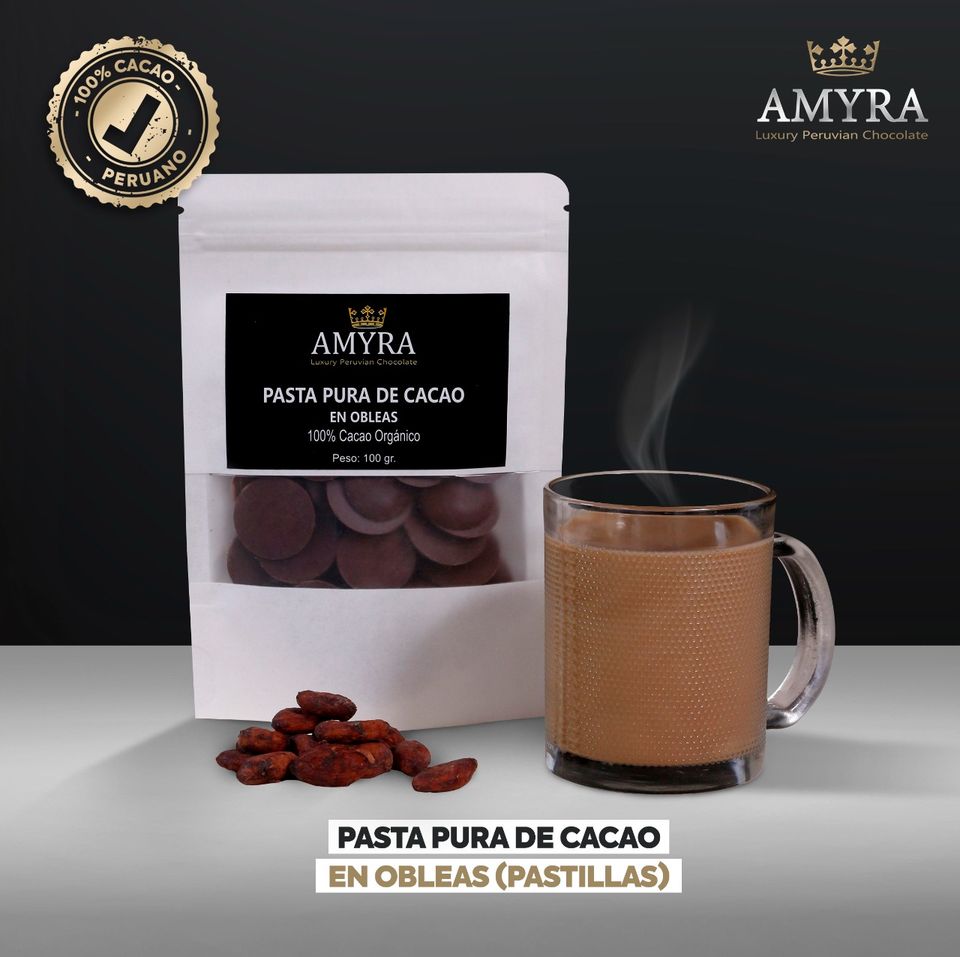 - 100% CACAO -
- PERUANO -
AMYRA
Luxury Peruvian Chocolate
AMYRA
Luxury Peruvian Chocolate
PASTA PURA DE CACAO
EN OBLEAS
100% Cacao Orgánico
Peso: 100 gr.
PASTA PURA DE CACAO
EN OBLEAS (PASTILLAS)